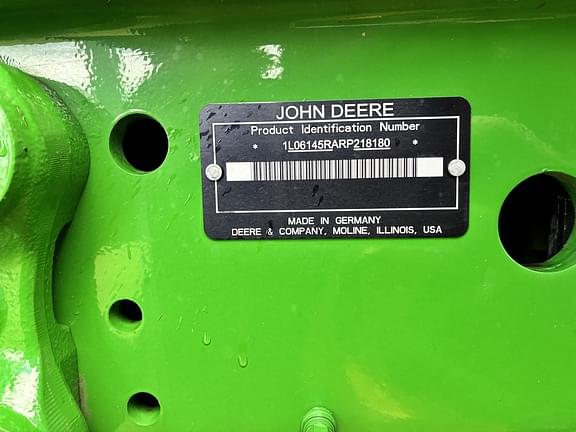 JOHN DEERE
Product Identification Number
* 1L06145RARP218180 *
MADE IN GERMANY
DEERE & COMPANY, MOLINE, ILLINOIS, USA